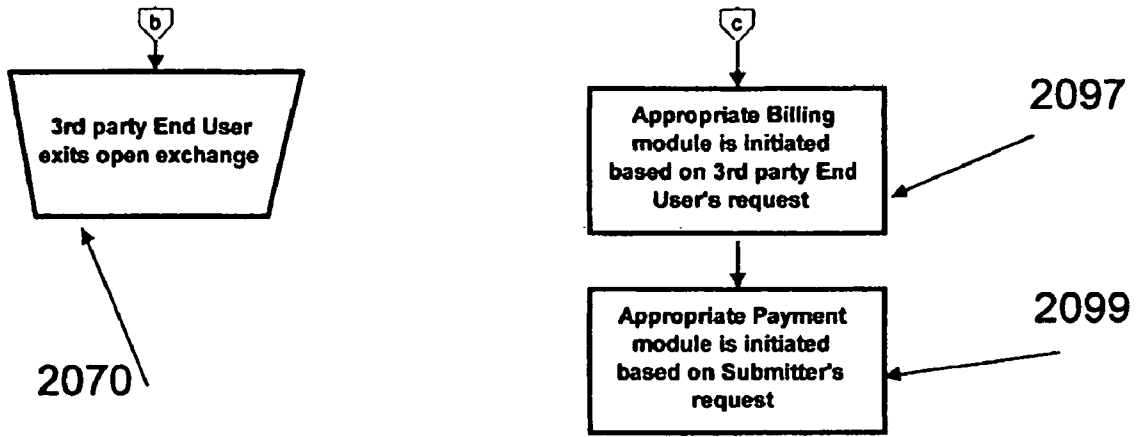 b
3rd party End User
exits open exchange
2070
c
Appropriate Billing
module is initiated
based on 3rd party End
User's request
2097
Appropriate Payment
module is initiated
based on Submitter's
request
2099